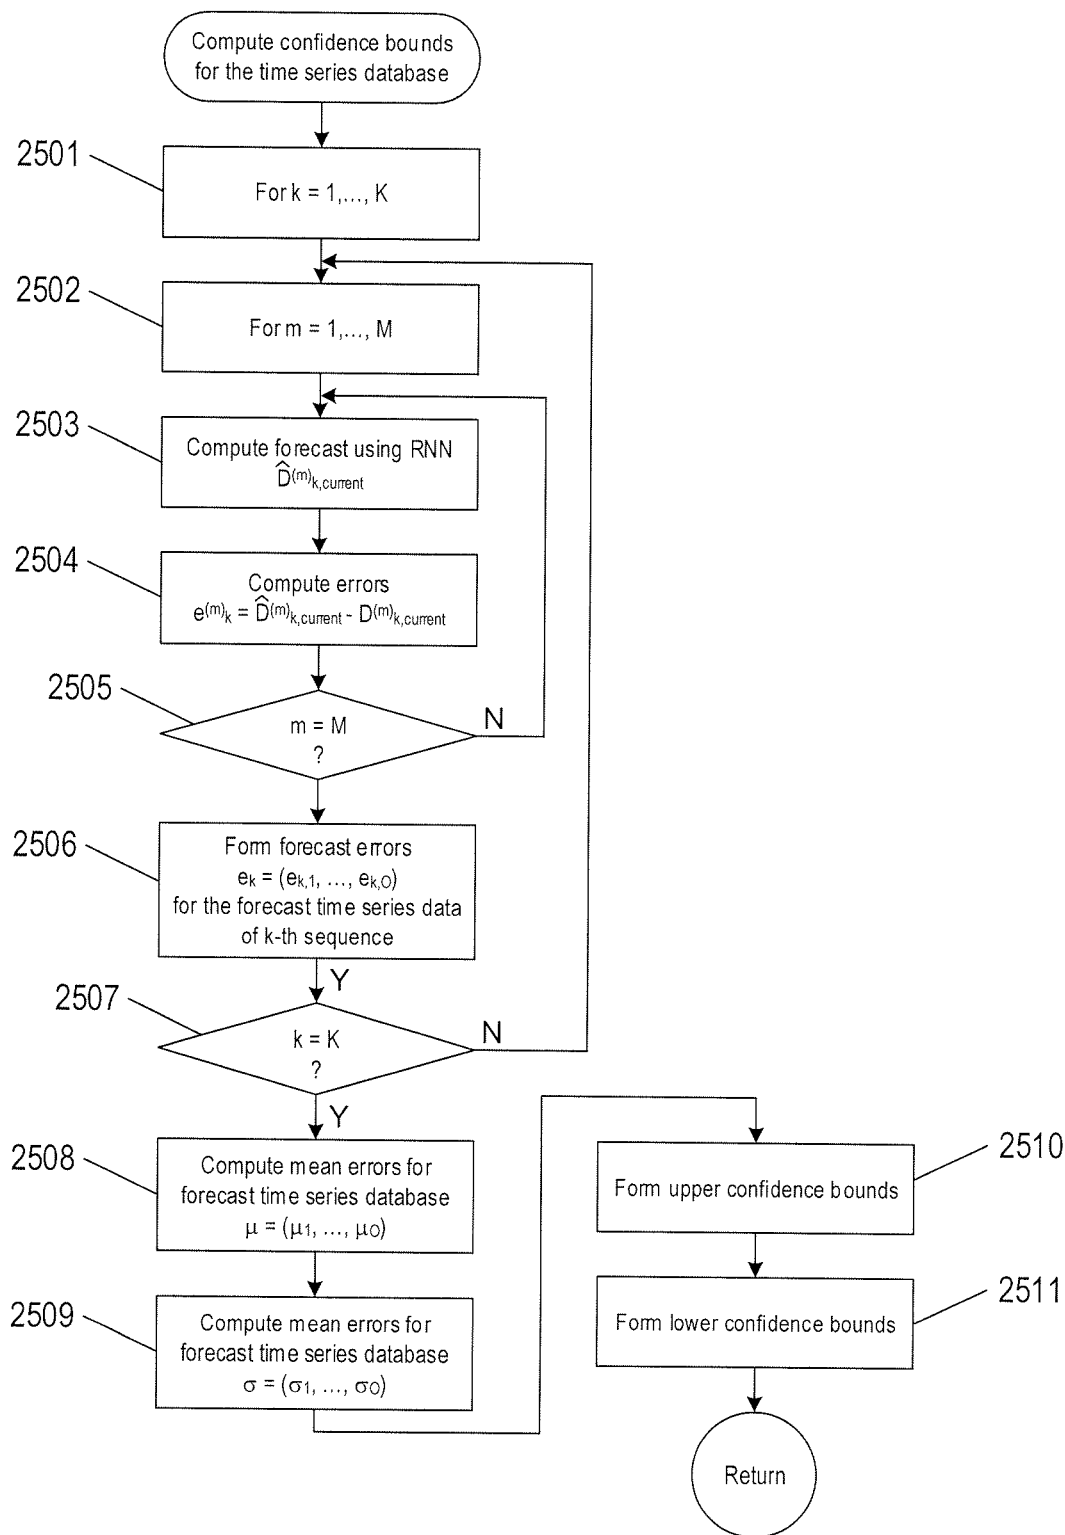 Compute confidence bounds
for the time series database
2501
For k = 1,..., K
2502
For m = 1,..., M
2503
Compute forecast using RNN
D̂(m)k,current
2504
Compute errors
e(m)k = D̂(m)k,current - D(m)k,current
2505
m = M
?
N
2506
Form forecast errors
ek = (ek,1, ..., ek,O)
for the forecast time series data
of k-th sequence
Y
2507
k = K
?
N
Y
2508
Compute mean errors for
forecast time series database
μ = (μ1, ..., μO)
2509
Compute mean errors for
forecast time series database
σ = (σ1, ..., σO)
2510
Form upper confidence bounds
2511
Form lower confidence bounds
Return